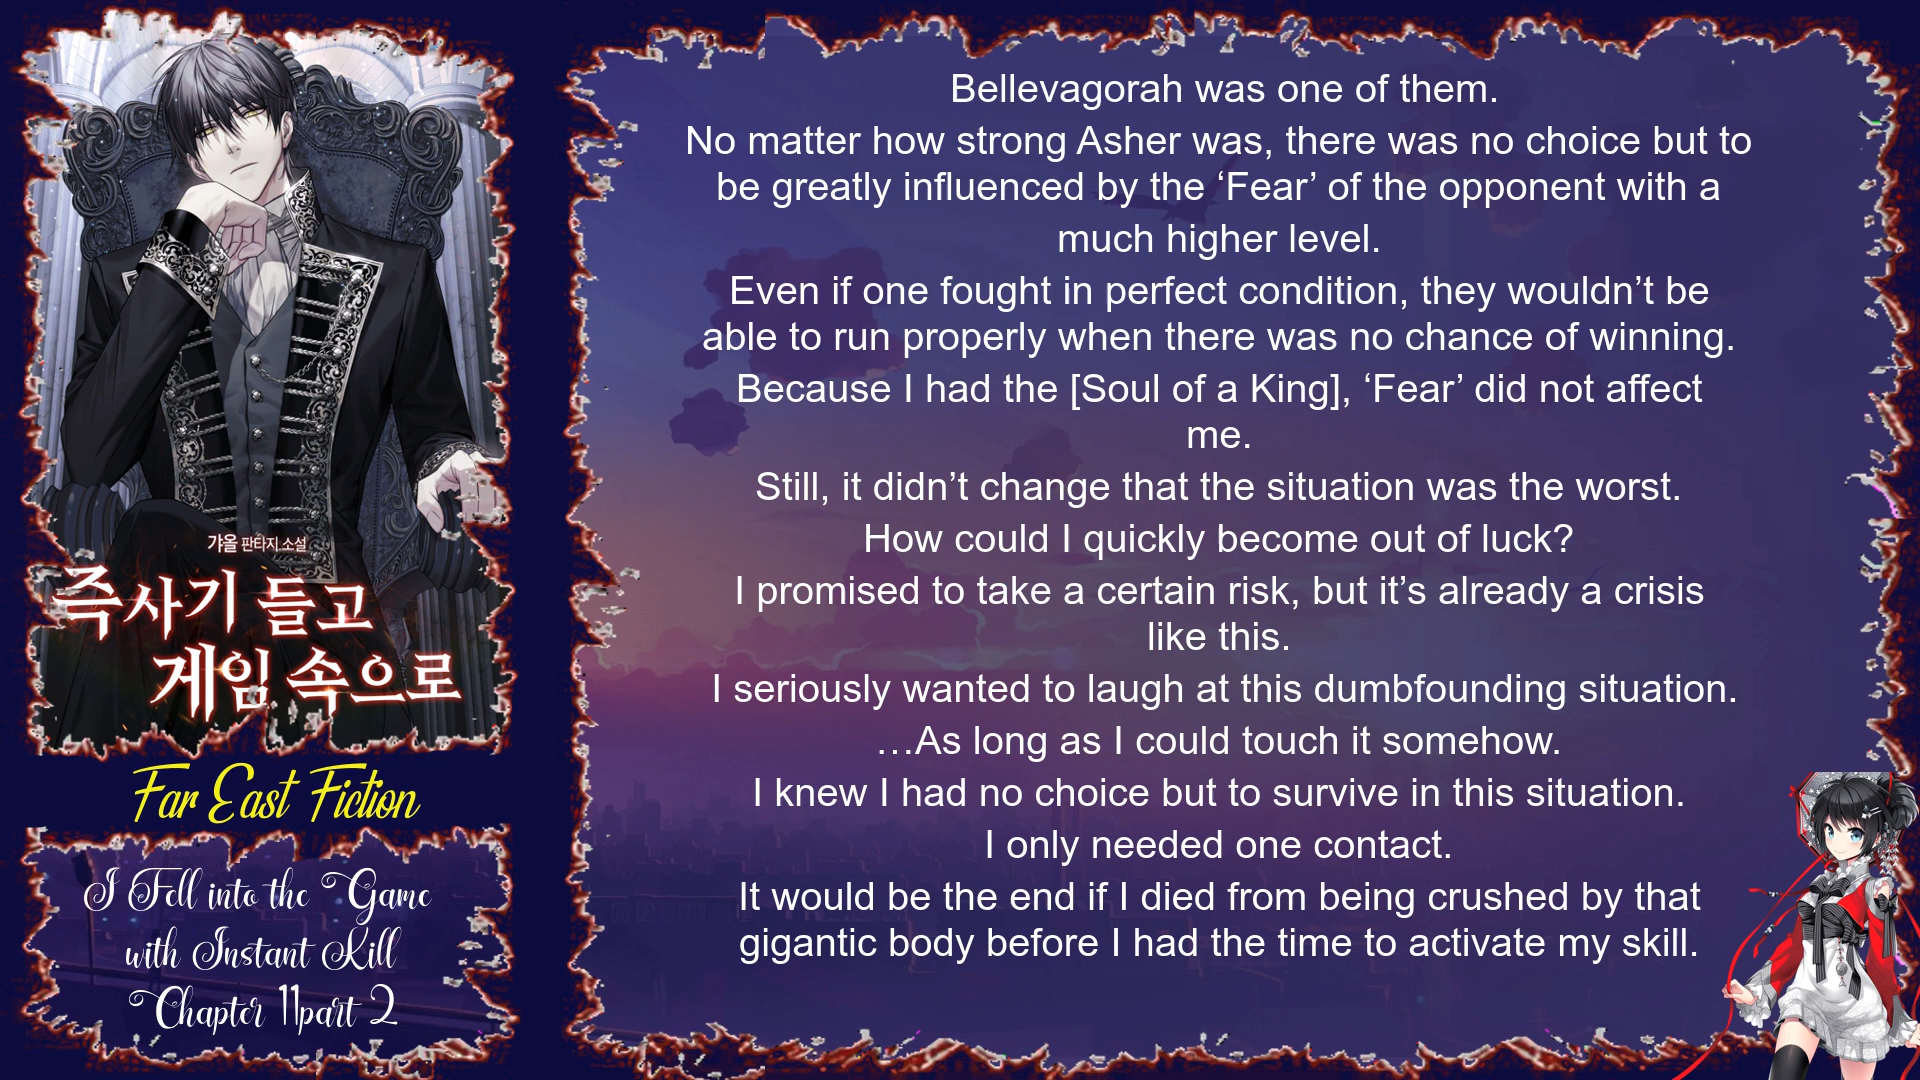 갸올 판타지 소설
즉사기 들고
게임 속으로
Far East Fiction
I Fell into the Game
with Instant Kill
Chapter 11part 2
Bellevagorah was one of them.
No matter how strong Asher was, there was no choice but to
be greatly influenced by the ‘Fear’ of the opponent with a
much higher level.
Even if one fought in perfect condition, they wouldn’t be
able to run properly when there was no chance of winning.
Because I had the [Soul of a King], ‘Fear’ did not affect
me.
Still, it didn’t change that the situation was the worst.
How could I quickly become out of luck?
I promised to take a certain risk, but it’s already a crisis
like this.
I seriously wanted to laugh at this dumbfounding situation.
…As long as I could touch it somehow.
I knew I had no choice but to survive in this situation.
I only needed one contact.
It would be the end if I died from being crushed by that
gigantic body before I had the time to activate my skill.